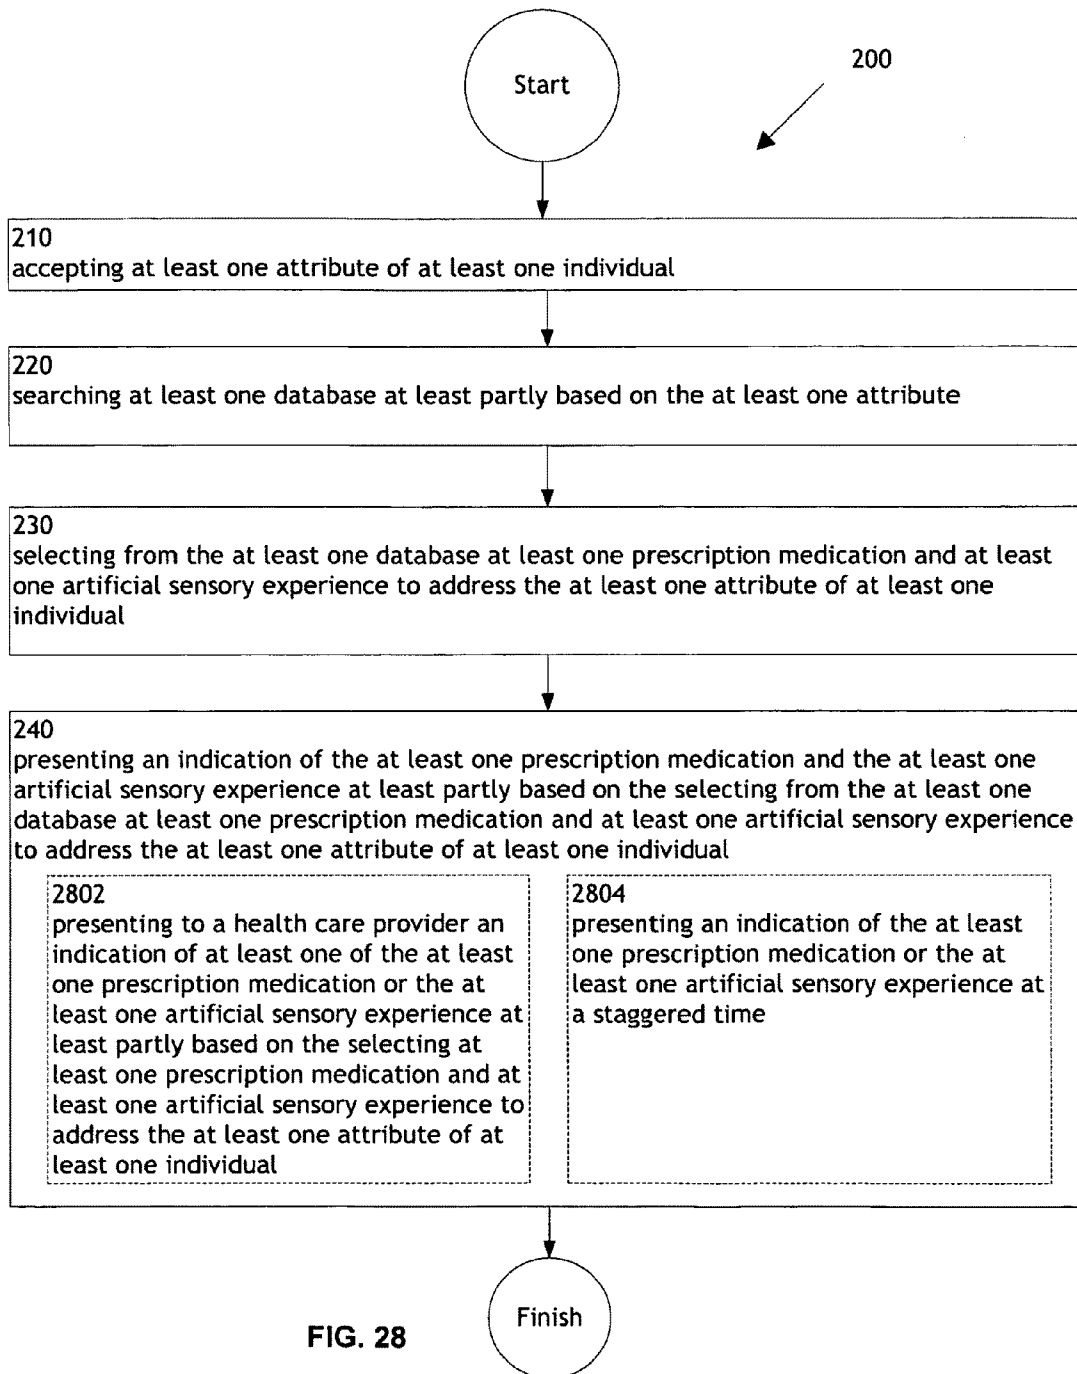 Start
200
210
accepting at least one attribute of at least one individual
220
searching at least one database at least partly based on the at least one attribute
230
selecting from the at least one database at least one prescription medication and at least
one artificial sensory experience to address the at least one attribute of at least one
individual
240
presenting an indication of the at least one prescription medication and the at least one
artificial sensory experience at least partly based on the selecting from the at least one
database at least one prescription medication and at least one artificial sensory experience
to address the at least one attribute of at least one individual
2802
presenting to a health care provider an
indication of at least one of the at least
one prescription medication or the at
least one artificial sensory experience at
least partly based on the selecting at
least one prescription medication and at
least one artificial sensory experience to
address the at least one attribute of at
least one individual
2804
presenting an indication of the at least
one prescription medication or the at
least one artificial sensory experience at
a staggered time
Finish
FIG. 28